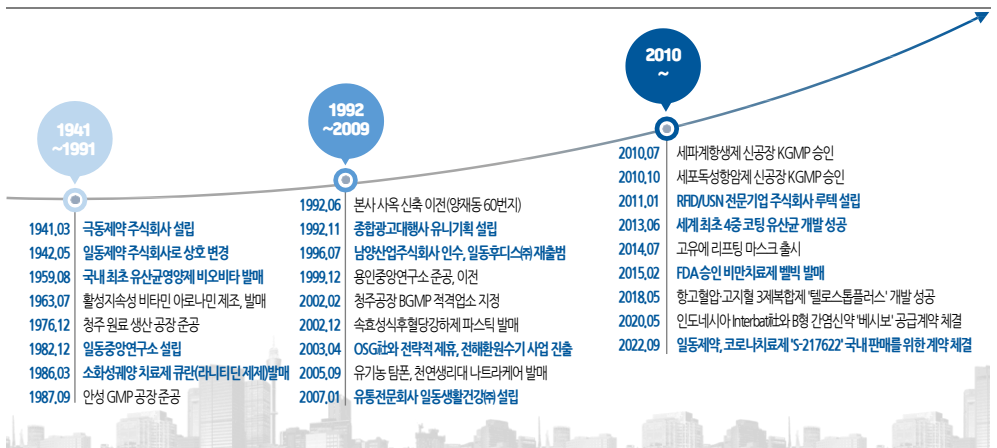 1941
~1991
1941.03 극동제약 주식회사 설립
1942.05 일동제약 주식회사로 상호 변경
1959.08 국내 최초 유산균영양제 비오비타 발매
1963.07 활성지속성 비타민 아로나민 제조, 발매
1976.12 청주 원료 생산 공장 준공
1982.12 일동중앙연구소 설립
1986.03 소화성궤양 치료제 큐란(라니티딘 제제)발매
1987.09 안성 GMP 공장 준공
1992
~2009
1992.06 본사 사옥 신축 이전(양재동 60번지)
1992.11 종합광고대행사 유니기획 설립
1996.07 남양산업주식회사 인수, 일동후디스㈜ 재출범
1999.12 용인중앙연구소 준공, 이전
2002.02 청주공장 BGMP 적격업소 지정
2002.12 속효성식후혈당강하제 파스틱 발매
2003.04 OSG社와 전략적 제휴, 전해환원수기 사업 진출
2005.09 유기농 탐폰, 천연생리대 나트라케어 발매
2007.01 유통전문회사 일동생활건강㈜ 설립
2010
~
2010.07 세파계항생제 신공장 KGMP 승인
2010.10 세포독성항암제 신공장 KGMP 승인
2011.01 RFID/USN 전문기업 주식회사 루텍 설립
2013.06 세계 최초 4중 코팅 유산균 개발 성공
2014.07 고유에 리프팅 마스크 출시
2015.02 FDA 승인 비만치료제 벨빅 발매
2018.05 항고혈압·고지혈 3제복합제 '텔로스톱플러스' 개발 성공
2020.05 인도네시아 Interbat社와 B형 간염신약 '베시보' 공급계약 체결
2022.09 일동제약, 코로나치료제 'S-217622' 국내 판매를 위한 계약 체결